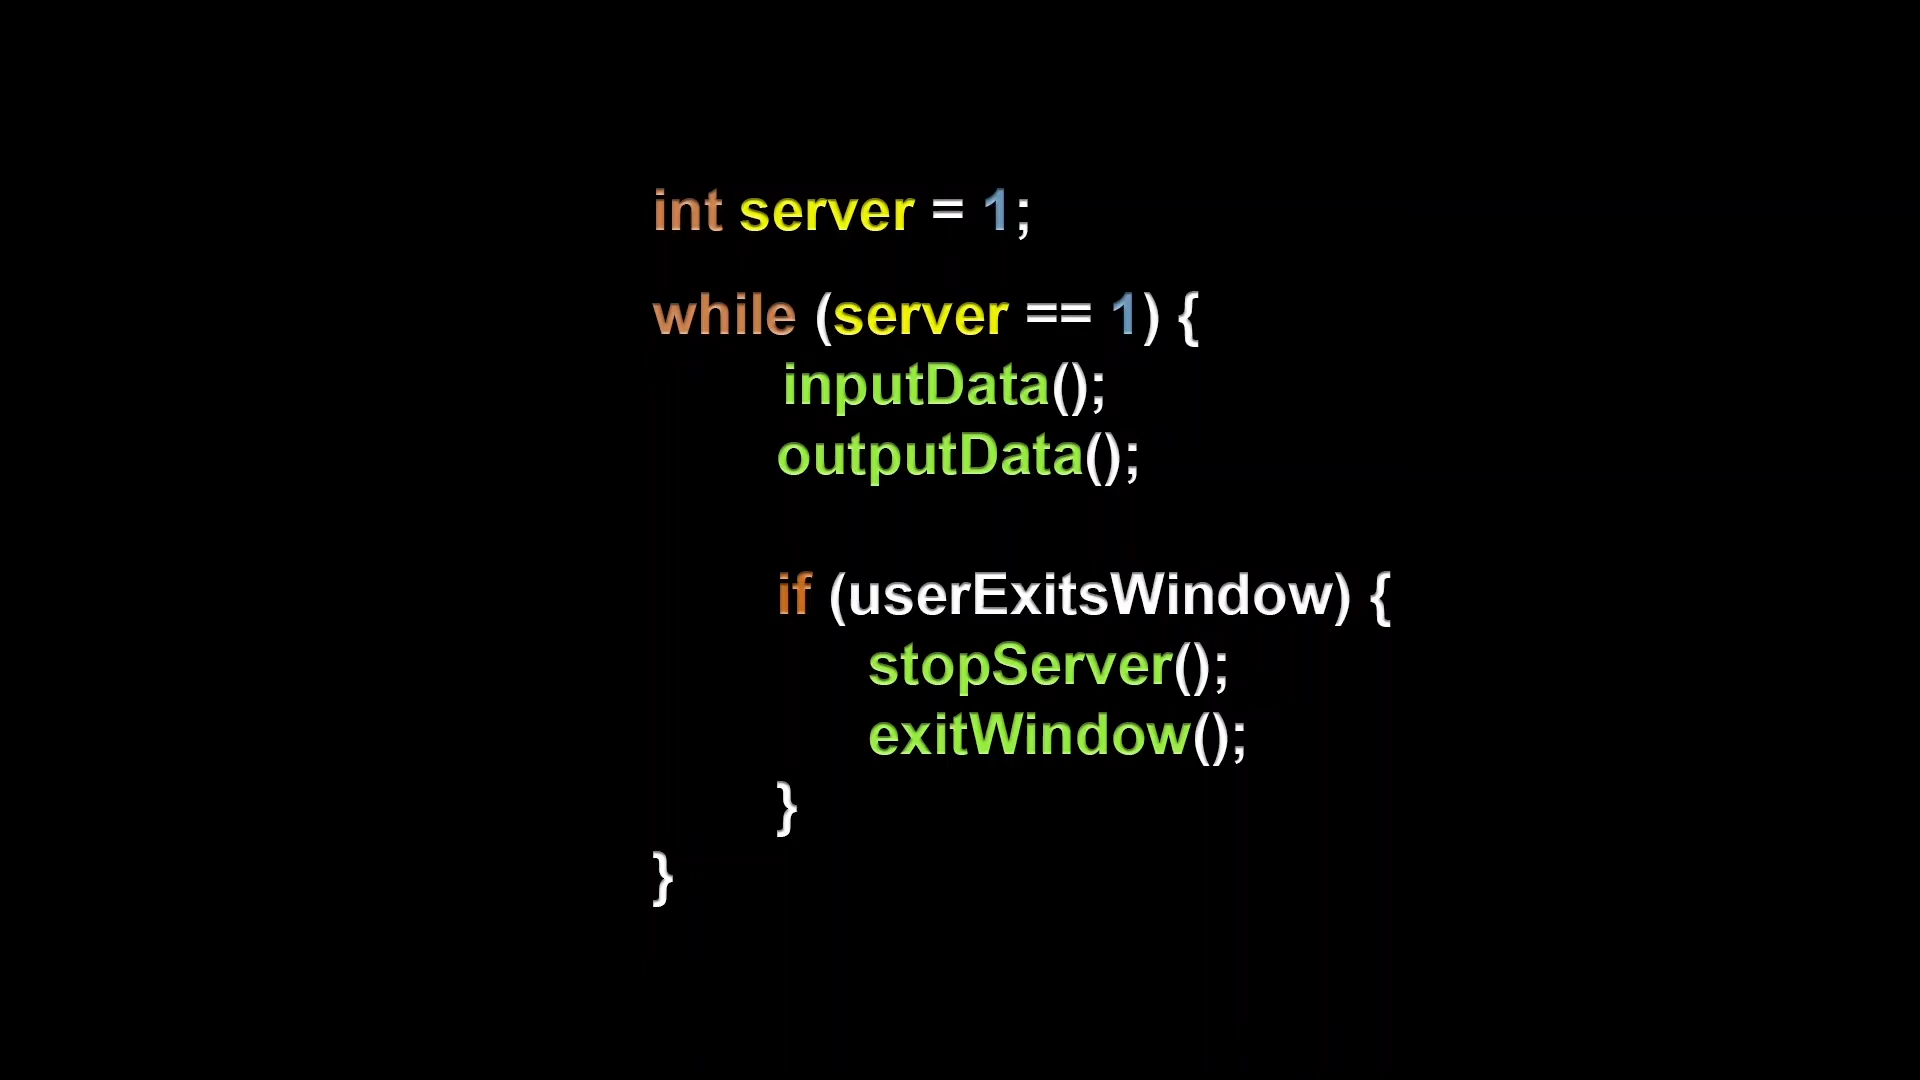 int server = 1;
while (server == 1) {
inputData();
outputData();
if (userExitsWindow) {
stopServer();
exitWindow();
}
}